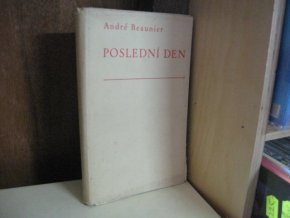 André Beaunier
POSLEDNÍ DEN